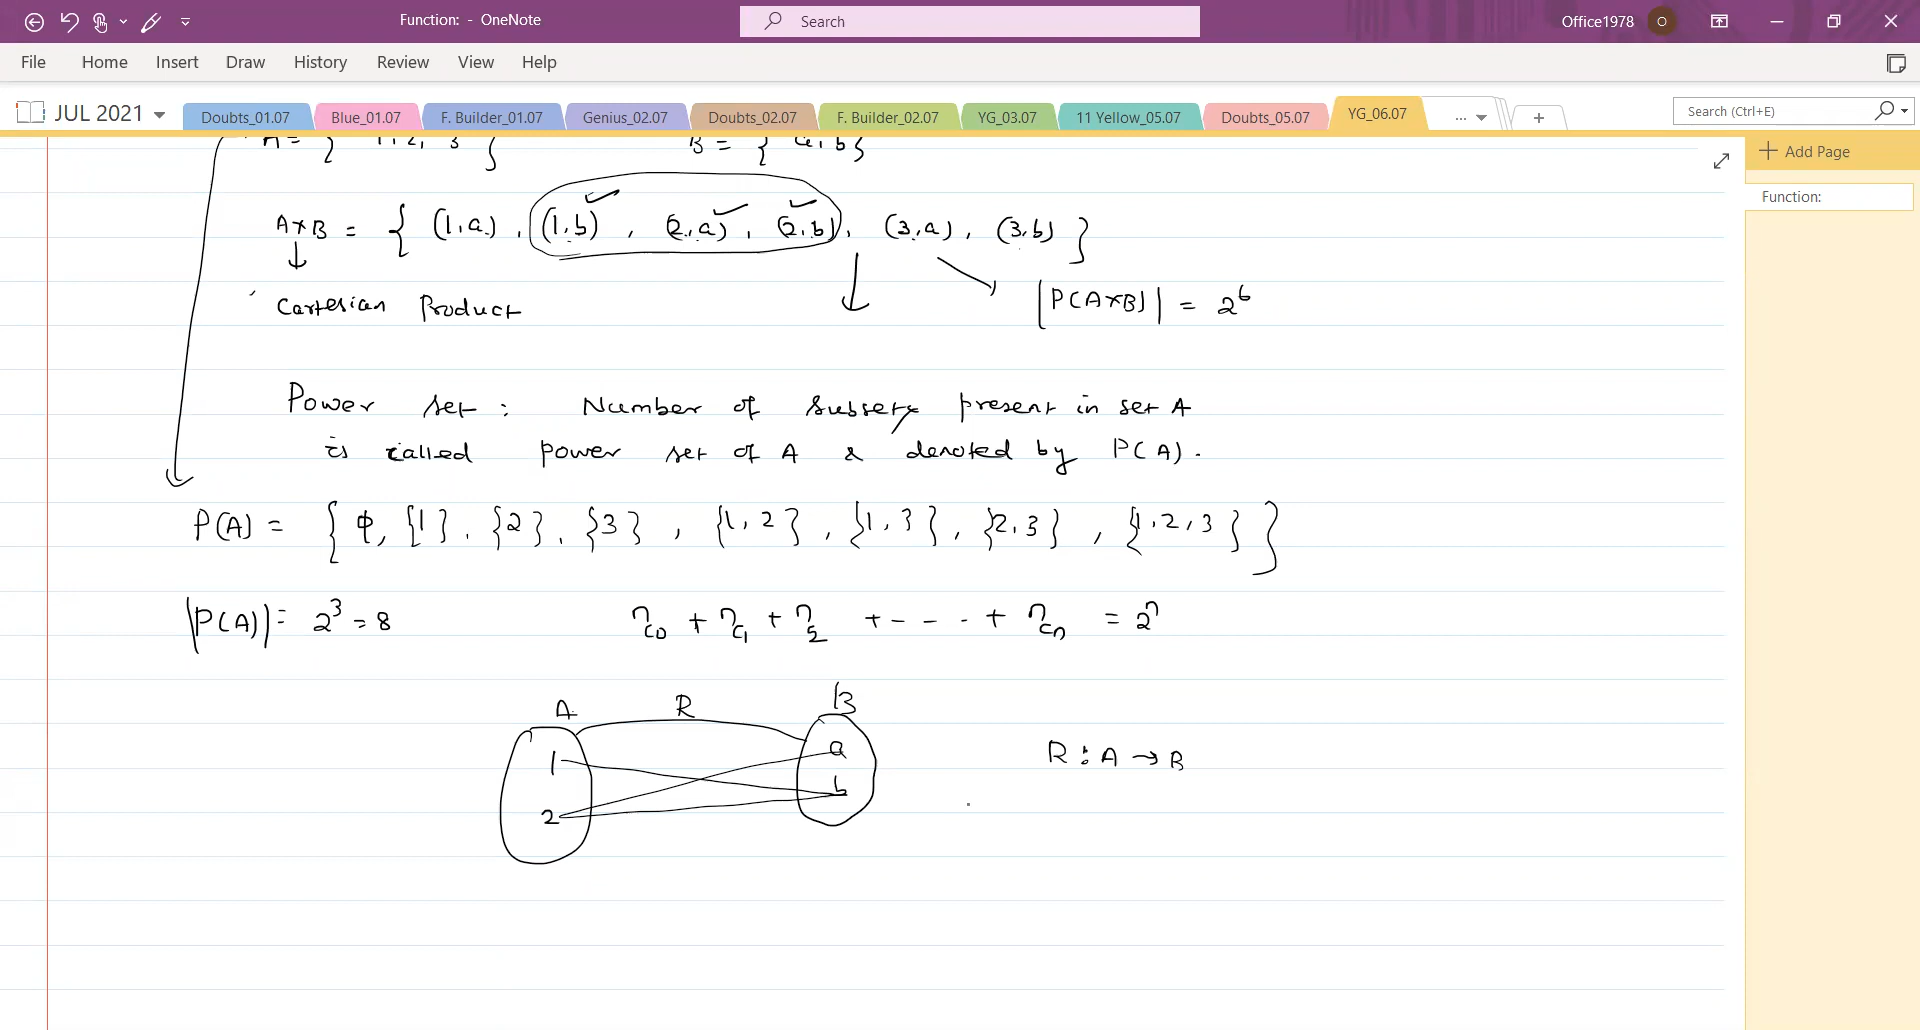 Function: - OneNote
Search
Office1978
O
File Home Insert Draw History Review View Help
JUL 2021
Doubts_01.07 Blue_01.07 F. Builder_01.07 Genius_02.07 Doubts_02.07 F. Builder_02.07 YG_03.07 11 Yellow_05.07 Doubts_05.07 YG_06.07 ...
Search (Ctrl+E)
Add Page
Function:
A = { 1, 2, 3 } B = { a, b }
A×B = { (1,a), (1,b), (2,a), (2,b), (3,a), (3,b) }
Cartesian Product
|P(A×B)| = 2⁶
Power set : Number of subsets present in set A
is called power set of A & denoted by P(A).
P(A) = { φ, {1}, {2}, {3}, {1,2}, {1,3}, {2,3}, {1,2,3} }
|P(A)| = 2³ = 8
ⁿc₀ + ⁿc₁ + ⁿc₂ + - - - + ⁿcₙ = 2ⁿ
A R B
1 a
2 b
R : A → B